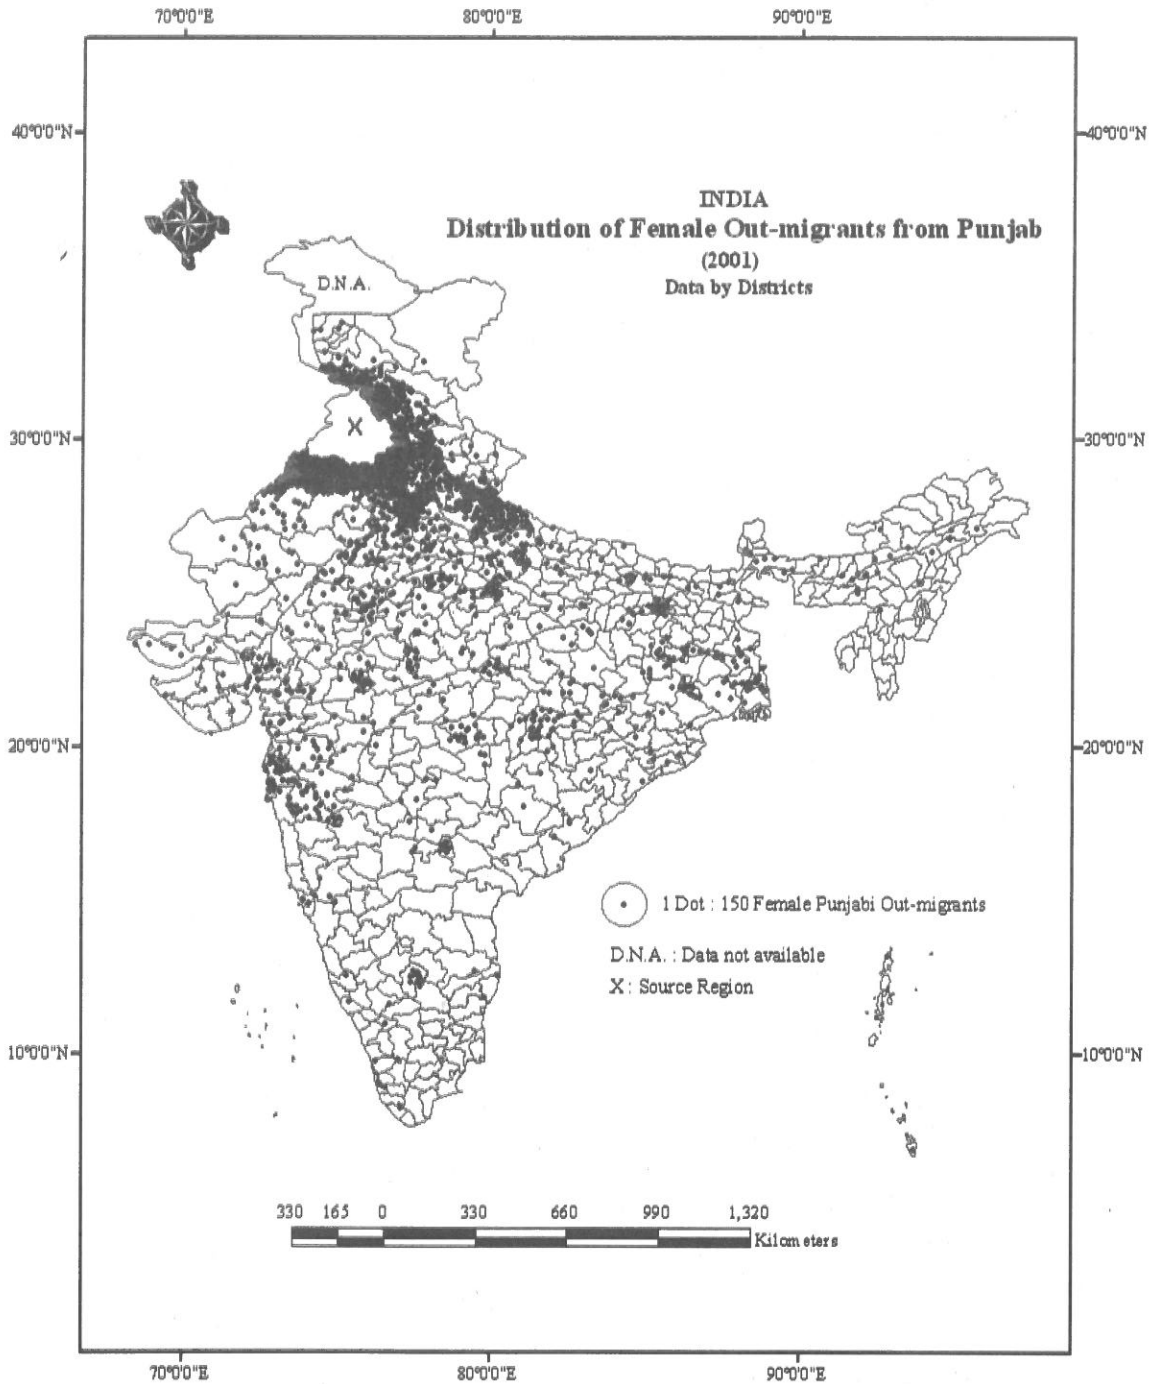 70°0'0"E 80°0'0"E 90°0'0"E
40°0'0"N 40°0'0"N
INDIA
Distribution of Female Out-migrants from Punjab
(2001)
Data by Districts
D.N.A.
X
30°0'0"N 30°0'0"N
20°0'0"N 20°0'0"N
1 Dot : 150 Female Punjabi Out-migrants
D.N.A. : Data not available
X : Source Region
10°0'0"N 10°0'0"N
330 165 0 330 660 990 1,320
Kilometers
70°0'0"E 80°0'0"E 90°0'0"E